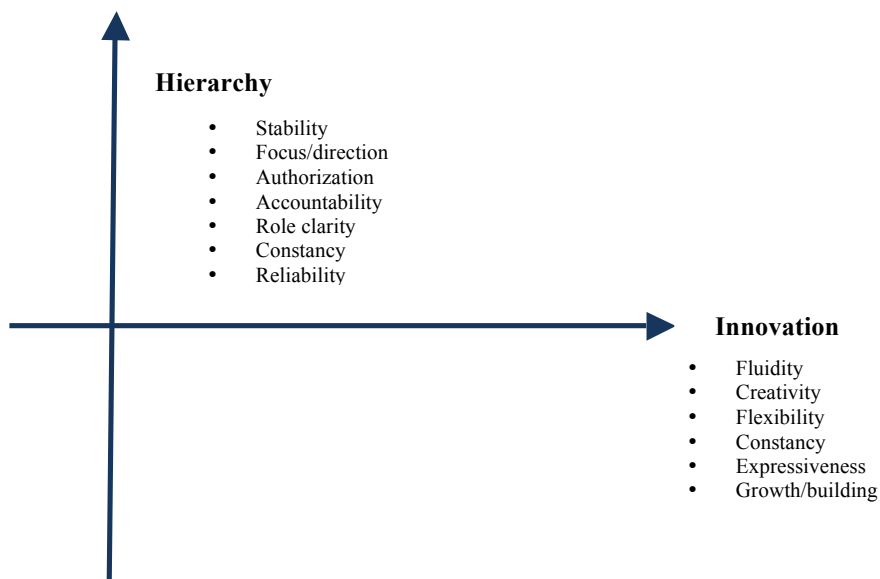 Hierarchy
• Stability
• Focus/direction
• Authorization
• Accountability
• Role clarity
• Constancy
• Reliability
Innovation
• Fluidity
• Creativity
• Flexibility
• Constancy
• Expressiveness
• Growth/building